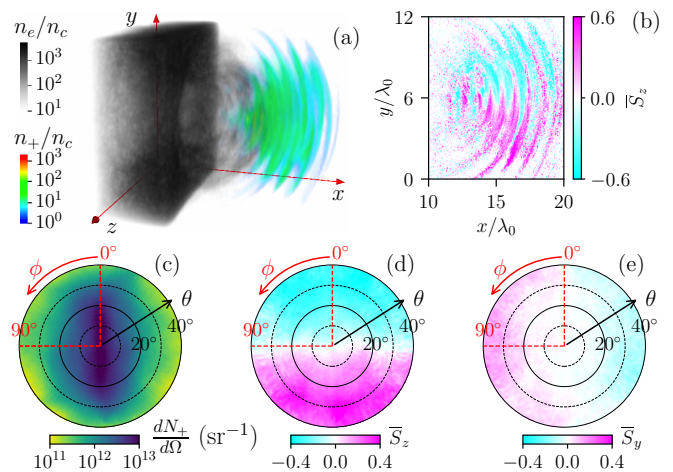 n_e/n_c
10^3
10^2
10^1
n_+/n_c
10^3
10^2
10^1
10^0
y
x
z
(a)
(b)
12
6
0
y/λ_0
10 15 20
x/λ_0
0.6
0.0
−0.6
S̅_z
(c)
ϕ
0°
90°
θ
40°
20°
10^11 10^12 10^13
dN_+/dΩ (sr^−1)
(d)
ϕ
0°
90°
θ
40°
20°
S̅_z
−0.4 0.0 0.4
(e)
ϕ
0°
90°
θ
40°
20°
S̅_y
−0.4 0.0 0.4